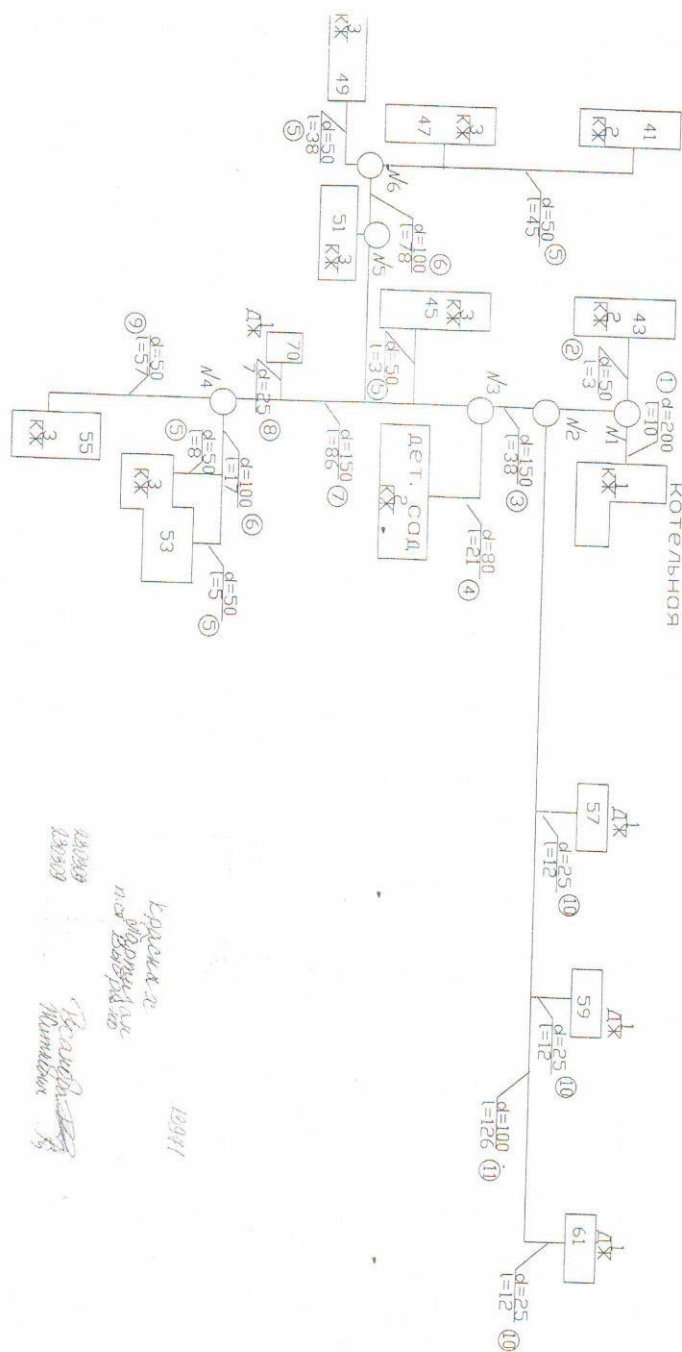 котельная
1
КЖ
① d=200
l=10
№1
43
2
КЖ
d=50
l=3
②
№2
d=150
l=38
③
№3
d=80
l=21
④
дет. сад
2
КЖ
45
3
КЖ
d=50
l=3
⑤
d=150
l=86
⑦
41
2
КЖ
47
3
КЖ
d=50
l=45
⑤
№6
49
3
КЖ
d=50
l=38
⑤
d=100
l=78
⑥
№5
51
3
КЖ
70
1
ДЖ
d=25
7
⑧
№4
d=50
l=57
⑨
55
3
КЖ
d=100
l=17
⑥
d=50
l=8
⑤
53
3
КЖ
d=50
l=5
⑤
57
1
ДЖ
d=25
l=12
⑩
59
1
ДЖ
d=25
l=12
⑩
d=100
l=126
⑪
61
1
ДЖ
d=25
l=12
⑩
Красная